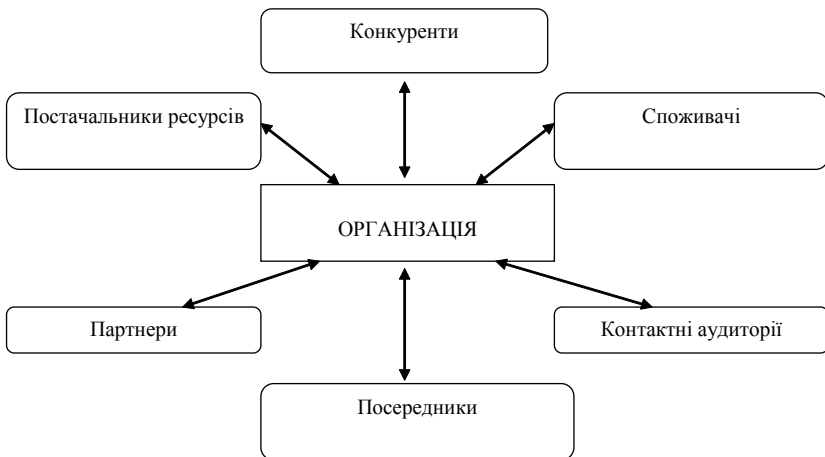 Конкуренти
Постачальники ресурсів
Споживачі
ОРГАНІЗАЦІЯ
Партнери
Контактні аудиторії
Посередники